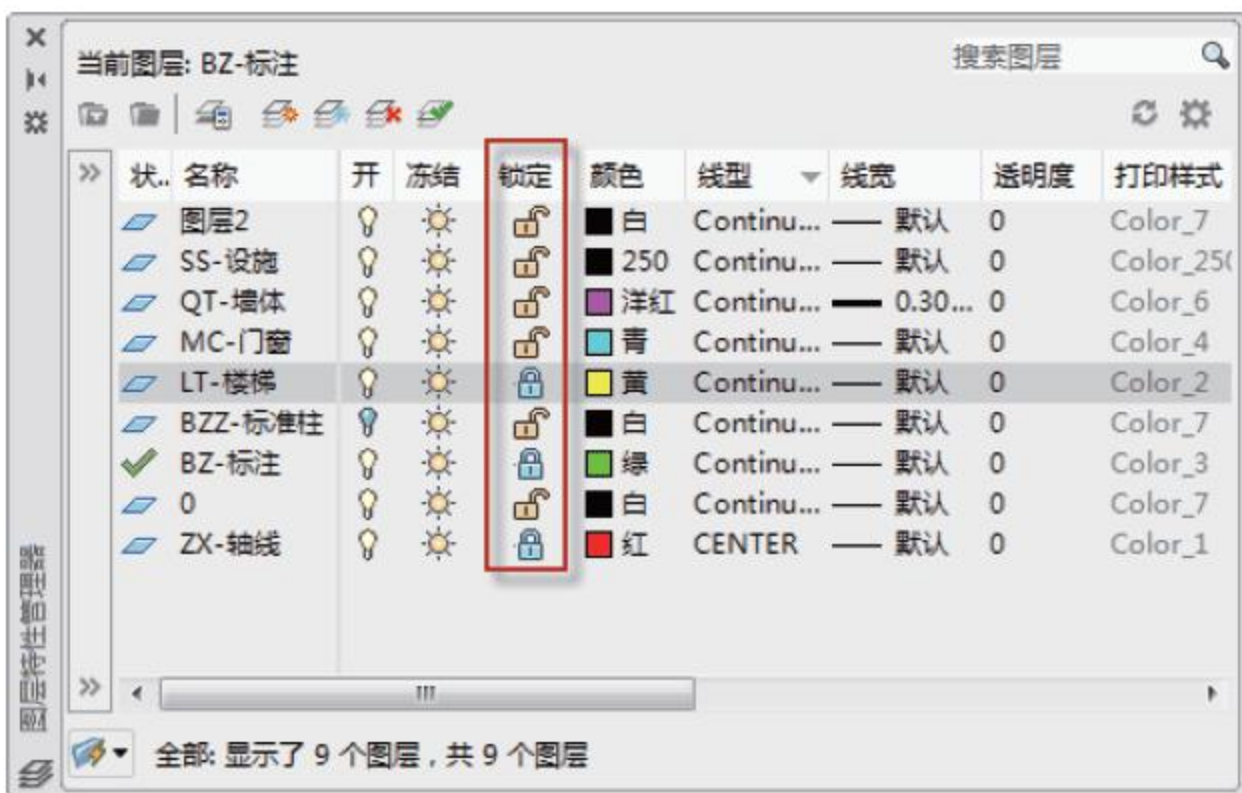 当前图层: BZ-标注 搜索图层
状.. 名称 开 冻结 锁定 颜色 线型 线宽 透明度 打印样式
图层2 白 Continu... 默认 0 Color_7
SS-设施 250 Continu... 默认 0 Color_250
QT-墙体 洋红 Continu... 0.30... 0 Color_6
MC-门窗 青 Continu... 默认 0 Color_4
LT-楼梯 黄 Continu... 默认 0 Color_2
BZZ-标准柱 白 Continu... 默认 0 Color_7
BZ-标注 绿 Continu... 默认 0 Color_3
0 白 Continu... 默认 0 Color_7
ZX-轴线 红 CENTER 默认 0 Color_1
图层特性管理器
全部: 显示了 9 个图层，共 9 个图层